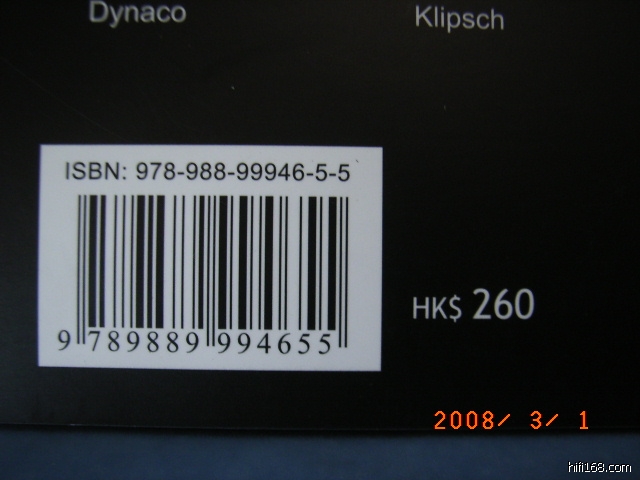 Dynaco
Klipsch
ISBN: 978-988-99946-5-5
9 789889 994655
HK$ 260
2008/ 3/ 1
hifi168.com